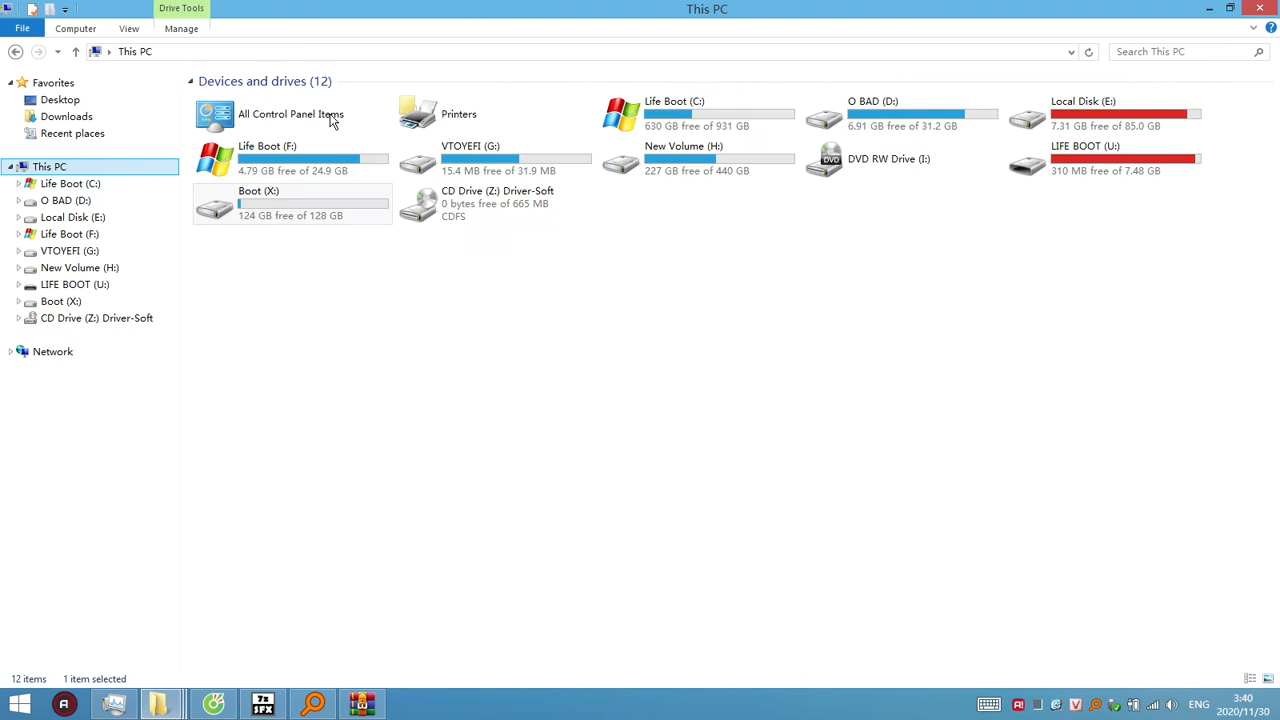 Drive Tools
This PC
File
Computer
View
Manage
This PC
Search This PC
Favorites
Desktop
Downloads
Recent places
This PC
Life Boot (C:)
O BAD (D:)
Local Disk (E:)
Life Boot (F:)
VTOYEFI (G:)
New Volume (H:)
LIFE BOOT (U:)
Boot (X:)
CD Drive (Z:) Driver-Soft
Network
Devices and drives (12)
All Control Panel Items
Printers
Life Boot (C:)
630 GB free of 931 GB
O BAD (D:)
6.91 GB free of 31.2 GB
Local Disk (E:)
7.31 GB free of 85.0 GB
Life Boot (F:)
4.79 GB free of 24.9 GB
VTOYEFI (G:)
15.4 MB free of 31.9 MB
New Volume (H:)
227 GB free of 440 GB
DVD
DVD RW Drive (I:)
LIFE BOOT (U:)
310 MB free of 7.48 GB
Boot (X:)
124 GB free of 128 GB
CD Drive (Z:) Driver-Soft
0 bytes free of 665 MB
CDFS
12 items
1 item selected
7z
SFX
ENG
3:40
2020/11/30